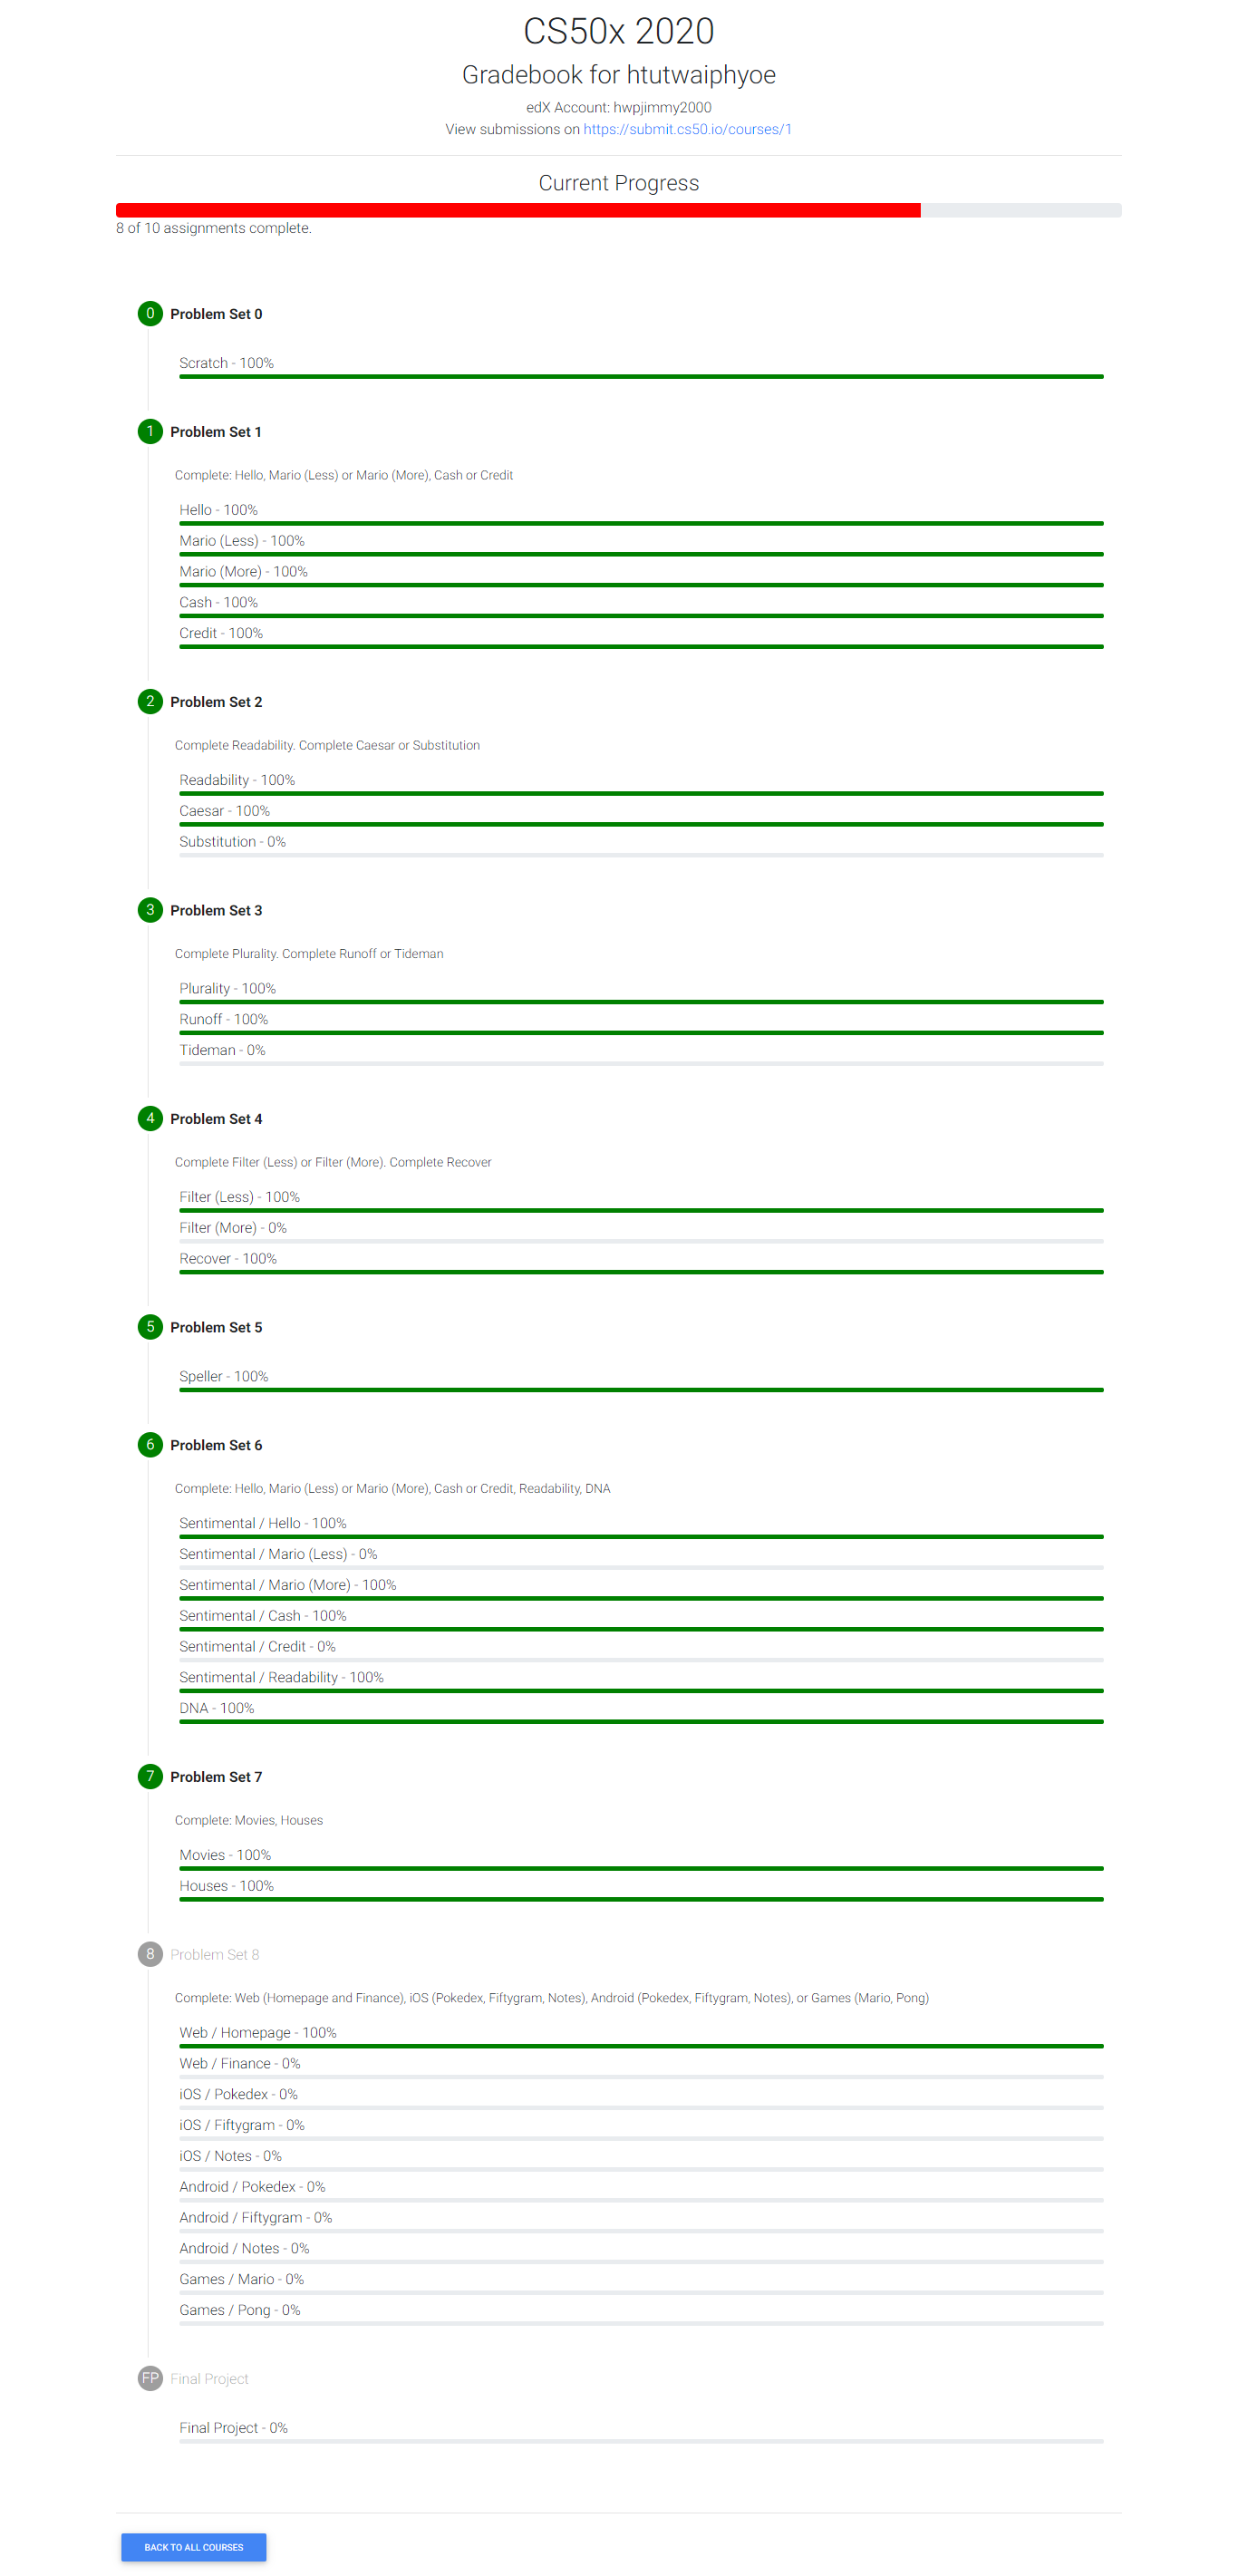 CS50x 2020
Gradebook for htutwaiphyoe
edX Account: hwpjimmy2000
View submissions on https://submit.cs50.io/courses/1
Current Progress
8 of 10 assignments complete.
0 Problem Set 0
Scratch - 100%
1 Problem Set 1
Complete: Hello, Mario (Less) or Mario (More), Cash or Credit
Hello - 100%
Mario (Less) - 100%
Mario (More) - 100%
Cash - 100%
Credit - 100%
2 Problem Set 2
Complete Readability. Complete Caesar or Substitution
Readability - 100%
Caesar - 100%
Substitution - 0%
3 Problem Set 3
Complete Plurality. Complete Runoff or Tideman
Plurality - 100%
Runoff - 100%
Tideman - 0%
4 Problem Set 4
Complete Filter (Less) or Filter (More). Complete Recover
Filter (Less) - 100%
Filter (More) - 0%
Recover - 100%
5 Problem Set 5
Speller - 100%
6 Problem Set 6
Complete: Hello, Mario (Less) or Mario (More), Cash or Credit, Readability, DNA
Sentimental / Hello - 100%
Sentimental / Mario (Less) - 0%
Sentimental / Mario (More) - 100%
Sentimental / Cash - 100%
Sentimental / Credit - 0%
Sentimental / Readability - 100%
DNA - 100%
7 Problem Set 7
Complete: Movies, Houses
Movies - 100%
Houses - 100%
8 Problem Set 8
Complete: Web (Homepage and Finance), iOS (Pokedex, Fiftygram, Notes), Android (Pokedex, Fiftygram, Notes), or Games (Mario, Pong)
Web / Homepage - 100%
Web / Finance - 0%
iOS / Pokedex - 0%
iOS / Fiftygram - 0%
iOS / Notes - 0%
Android / Pokedex - 0%
Android / Fiftygram - 0%
Android / Notes - 0%
Games / Mario - 0%
Games / Pong - 0%
FP Final Project
Final Project - 0%
BACK TO ALL COURSES